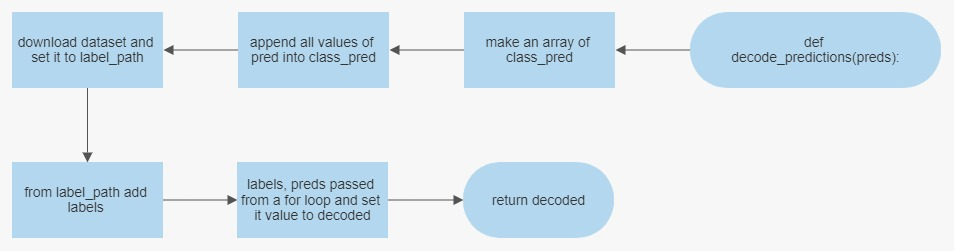 def
decode_predictions(preds):
make an array of
class_pred
append all values of
pred into class_pred
download dataset and
set it to label_path
from label_path add
labels
labels, preds passed
from a for loop and set
it value to decoded
return decoded